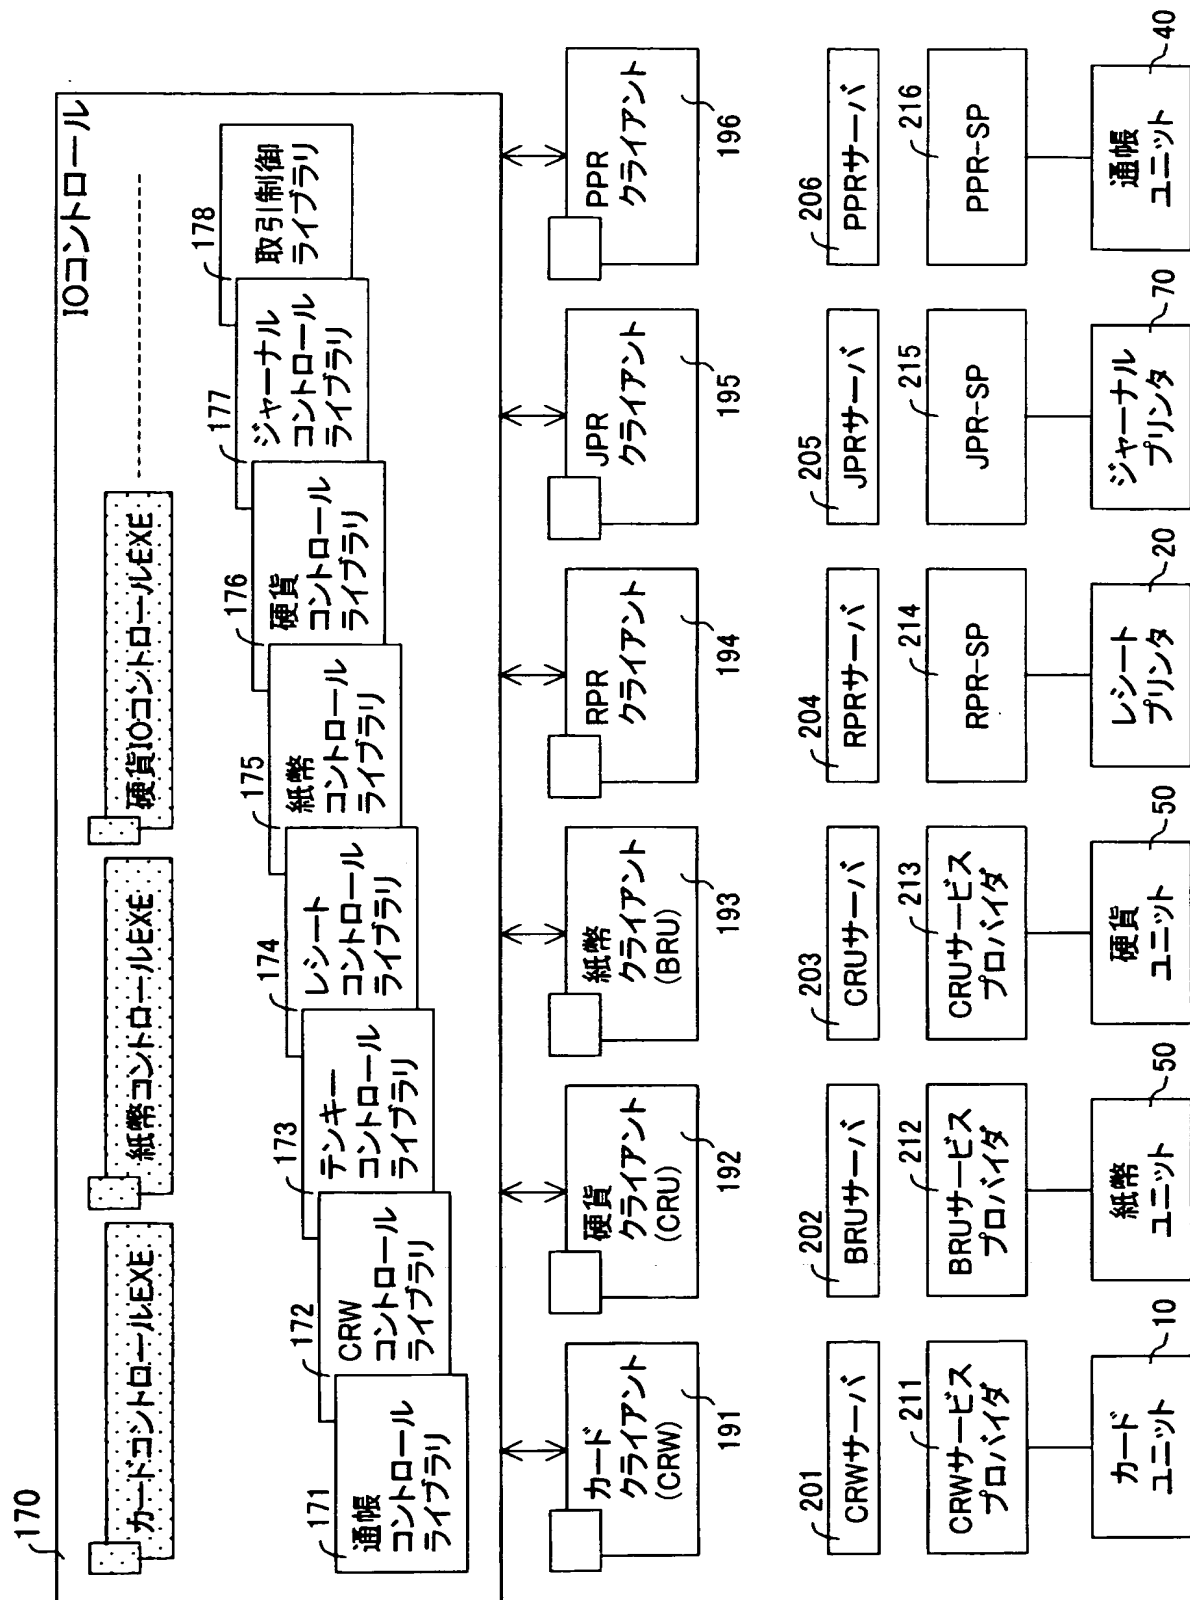 170
IOコントロール
カードコントロールEXE
紙幣コントロールEXE
硬貨IOコントロールEXE
171
通帳
コントロール
ライブラリ
172
CRW
コントロール
ライブラリ
173
テンキー
コントロール
ライブラリ
174
レシート
コントロール
ライブラリ
175
紙幣
コントロール
ライブラリ
176
硬貨
コントロール
ライブラリ
177
ジャーナル
コントロール
ライブラリ
178
取引制御
ライブラリ
カード
クライアント
(CRW)
191
硬貨
クライアント
(CRU)
192
紙幣
クライアント
(BRU)
193
RPR
クライアント
194
JPR
クライアント
195
PPR
クライアント
196
201
CRWサーバ
202
BRUサーバ
203
CRUサーバ
204
RPRサーバ
205
JPRサーバ
206
PPRサーバ
211
CRWサービス
プロバイダ
212
BRUサービス
プロバイダ
213
CRUサービス
プロバイダ
214
RPR-SP
215
JPR-SP
216
PPR-SP
カード
ユニット
10
紙幣
ユニット
50
硬貨
ユニット
50
レシート
プリンタ
20
ジャーナル
プリンタ
70
通帳
ユニット
40